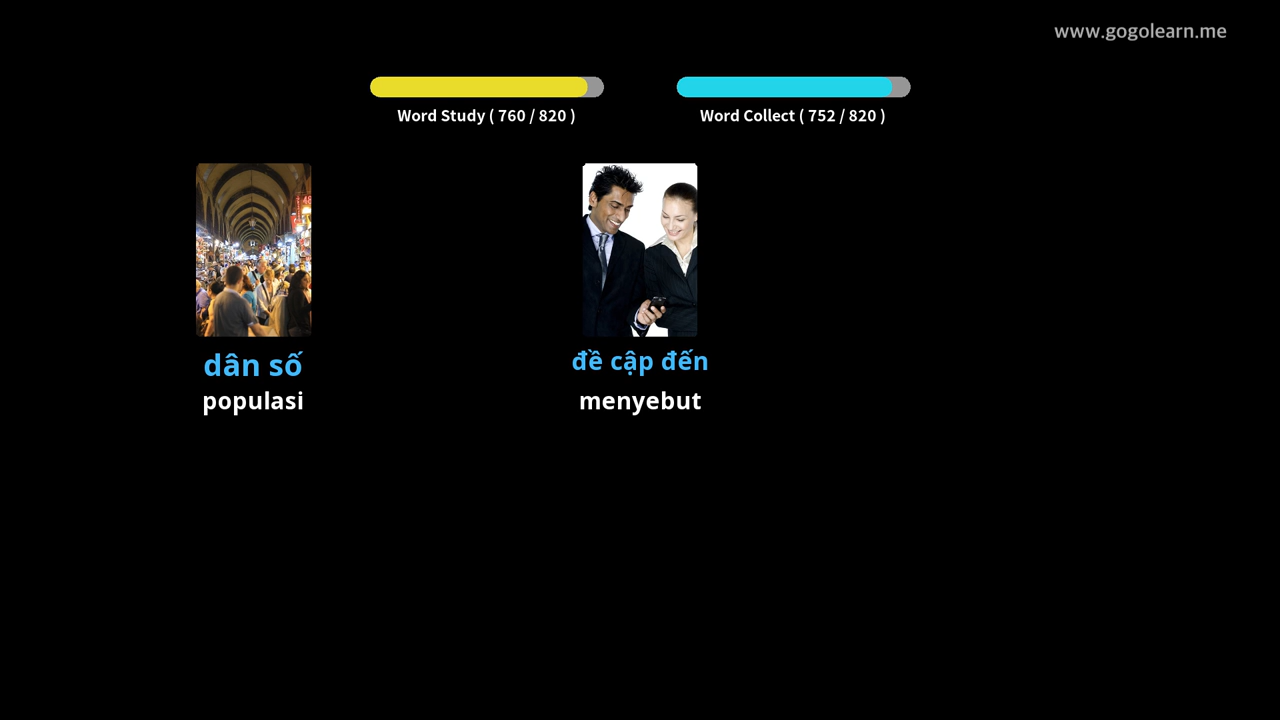 www.gogolearn.me
Word Study ( 760 / 820 )
Word Collect ( 752 / 820 )
dân số
populasi
đề cập đến
menyebut